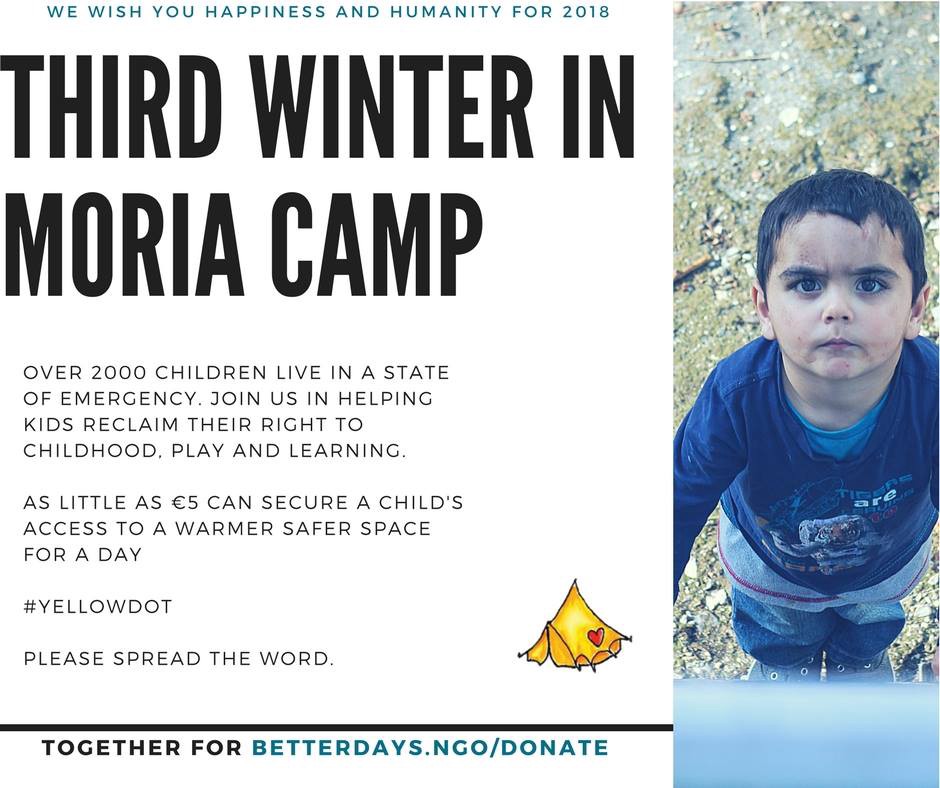 WE WISH YOU HAPPINESS AND HUMANITY FOR 2018
THIRD WINTER IN
MORIA CAMP
OVER 2000 CHILDREN LIVE IN A STATE
OF EMERGENCY. JOIN US IN HELPING
KIDS RECLAIM THEIR RIGHT TO
CHILDHOOD, PLAY AND LEARNING.
AS LITTLE AS €5 CAN SECURE A CHILD'S
ACCESS TO A WARMER SAFER SPACE
FOR A DAY
#YELLOWDOT
PLEASE SPREAD THE WORD.
TOGETHER FOR BETTERDAYS.NGO/DONATE
TIGERS
are